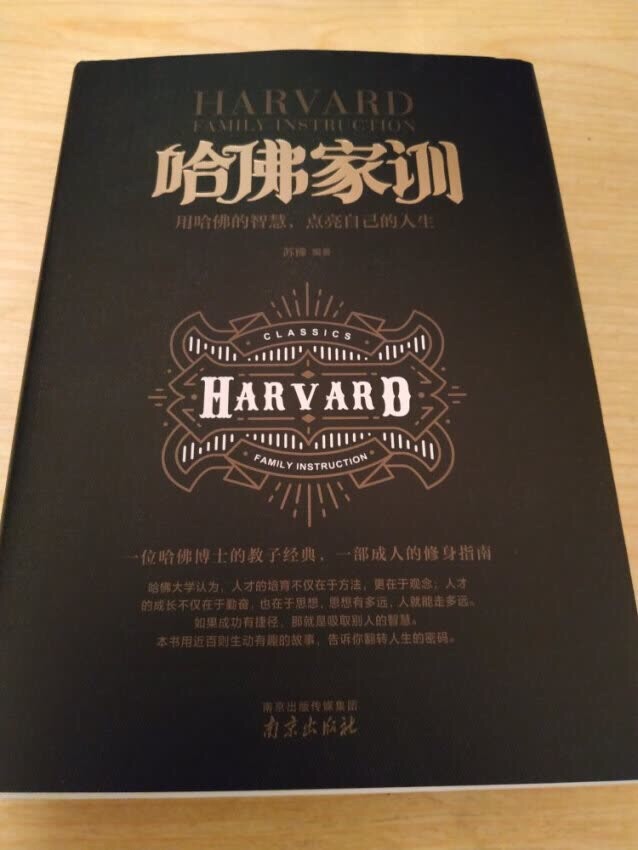 HARVARD
FAMILY INSTRUCTION
哈佛家训
用哈佛的智慧，点亮自己的人生
苏楷 编著
CLASSICS
HARVARD
FAMILY INSTRUCTION
一位哈佛博士的教子经典，一部成人的修身指南
哈佛大学认为，人才的培育不仅在于方法，更在于观念；人才
的成长不仅在于勤奋，也在于思想，思想有多远，人就能走多远。
如果成功有捷径，那就是吸取别人的智慧。
本书用近百则生动有趣的故事，告诉你翻转人生的密码。
南京出版传媒集团
南京出版社